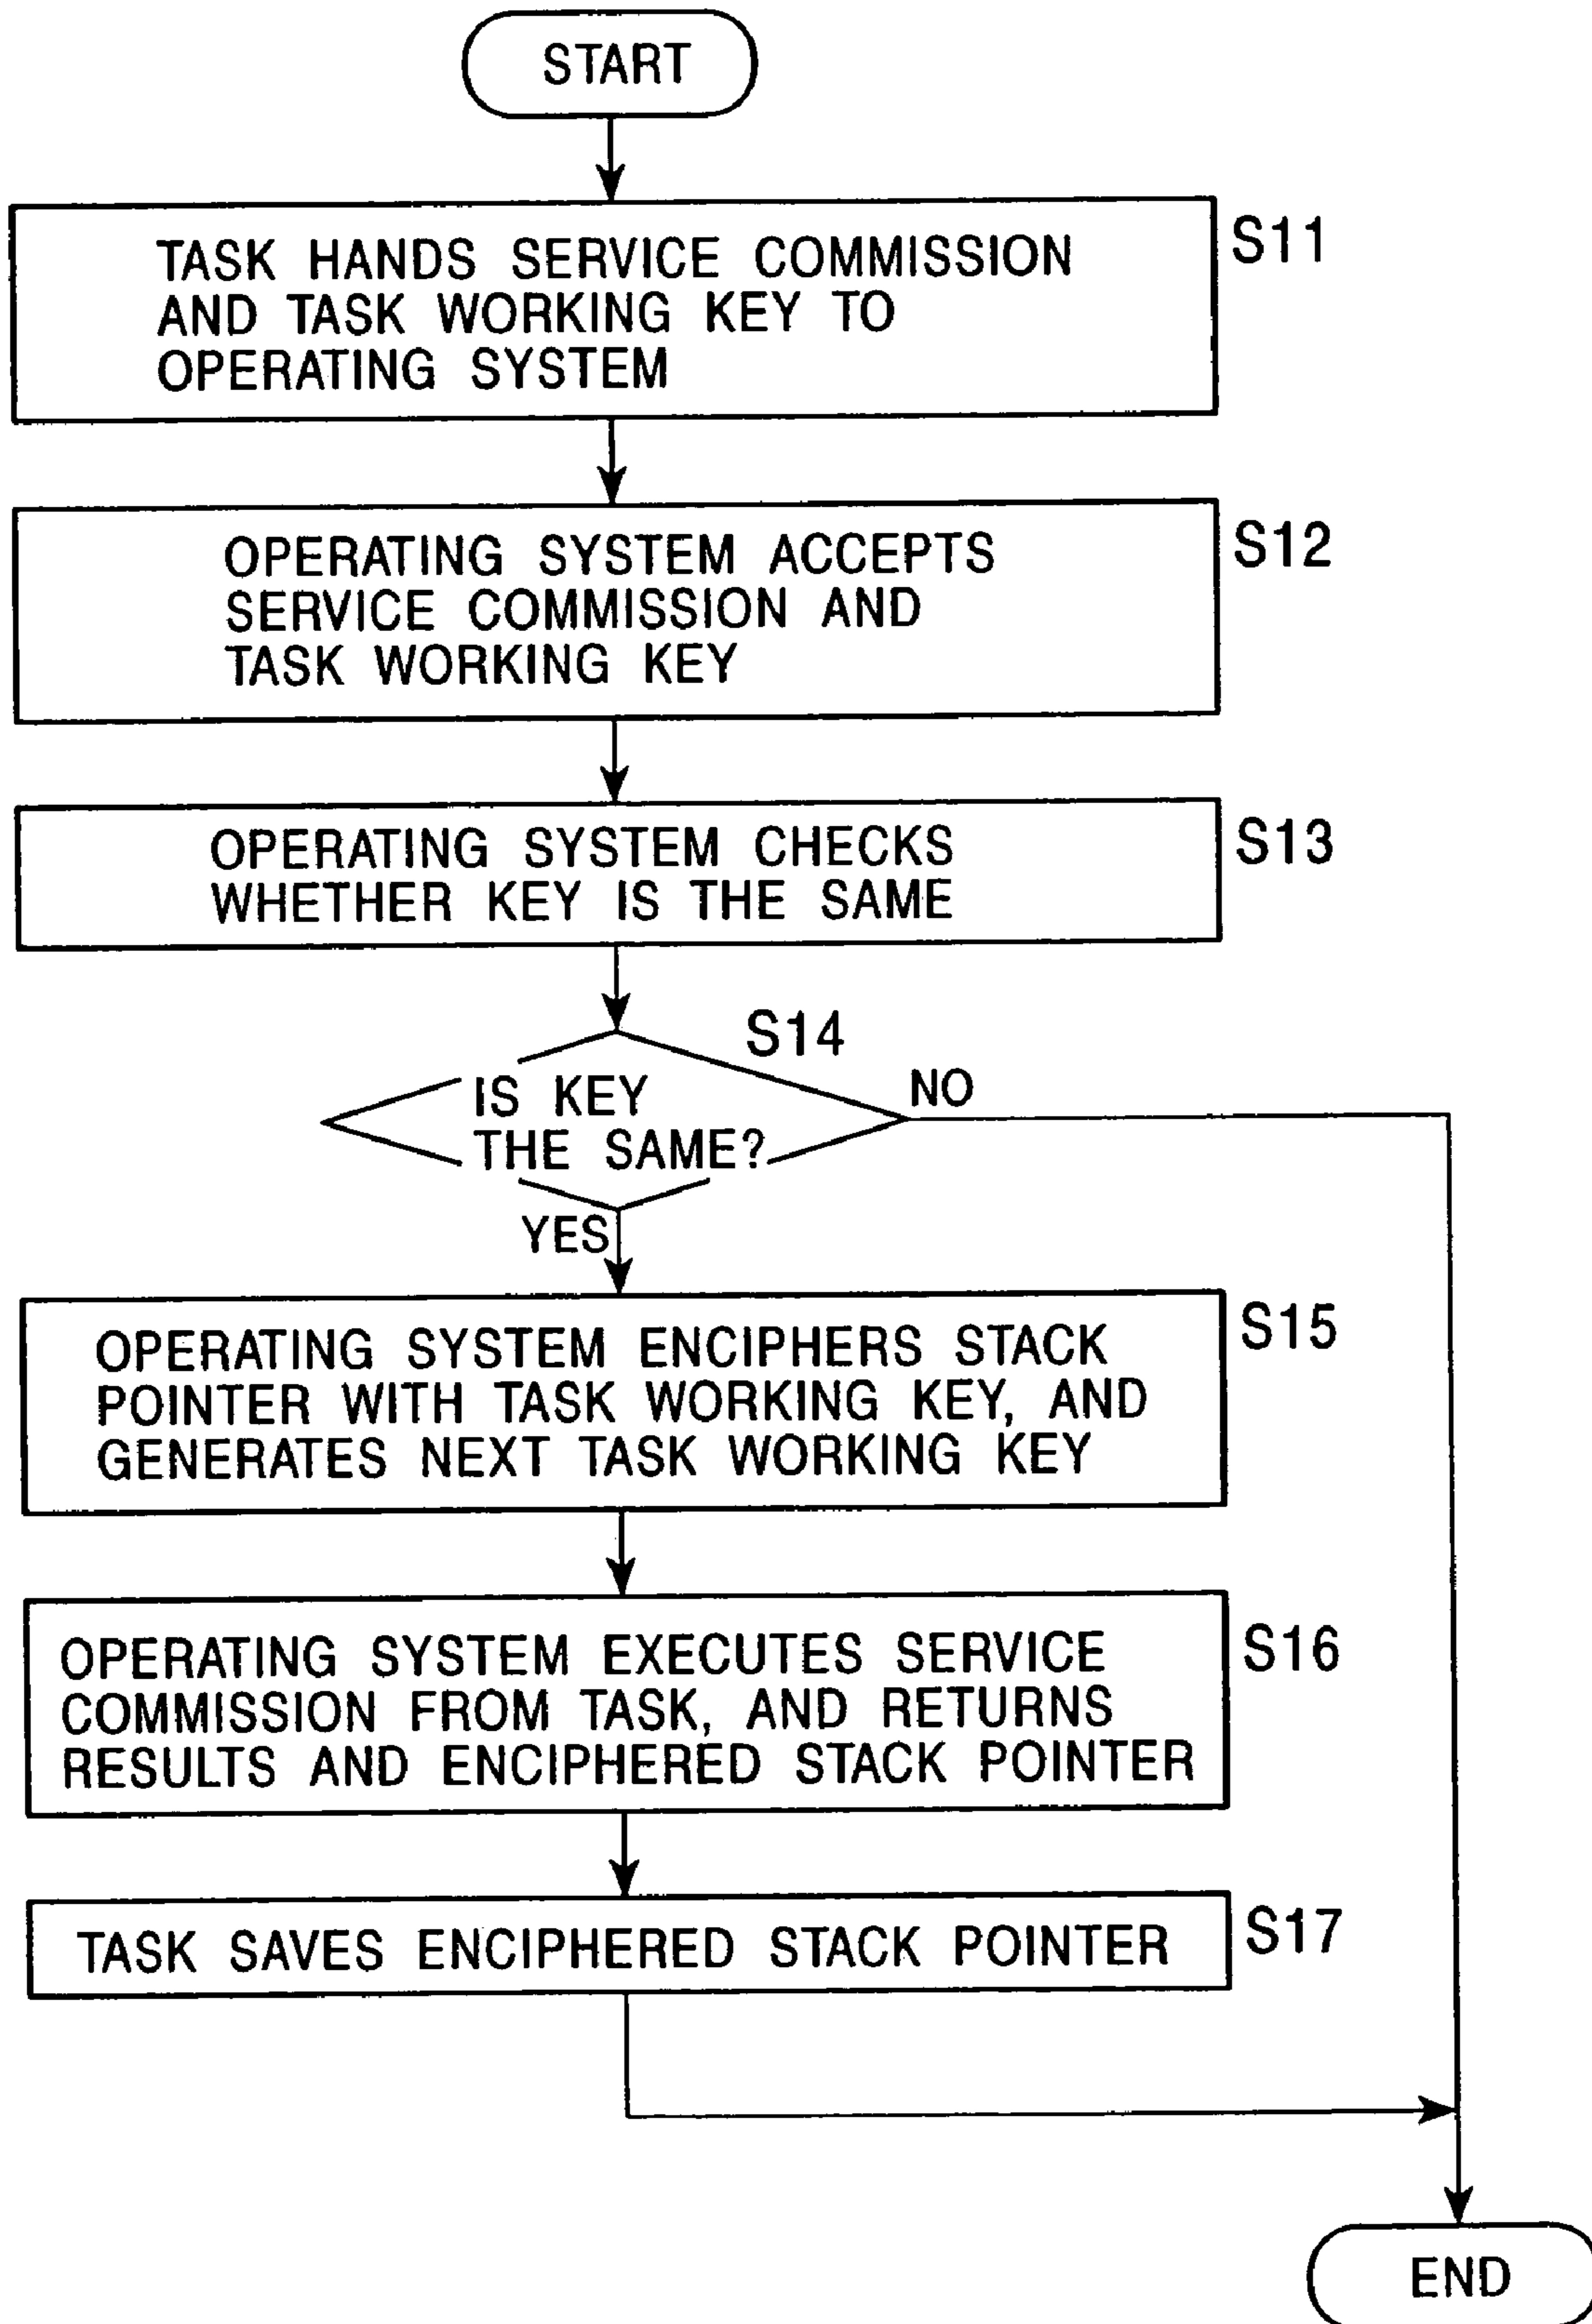 START
TASK HANDS SERVICE COMMISSION
AND TASK WORKING KEY TO
OPERATING SYSTEM
S11
OPERATING SYSTEM ACCEPTS
SERVICE COMMISSION AND
TASK WORKING KEY
S12
OPERATING SYSTEM CHECKS
WHETHER KEY IS THE SAME
S13
S14
IS KEY
THE SAME?
NO
YES
OPERATING SYSTEM ENCIPHERS STACK
POINTER WITH TASK WORKING KEY, AND
GENERATES NEXT TASK WORKING KEY
S15
OPERATING SYSTEM EXECUTES SERVICE
COMMISSION FROM TASK, AND RETURNS
RESULTS AND ENCIPHERED STACK POINTER
S16
TASK SAVES ENCIPHERED STACK POINTER
S17
END